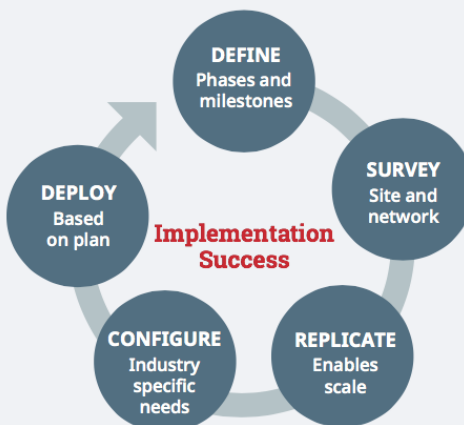 DEFINE
Phases and
milestones
SURVEY
Site and
network
REPLICATE
Enables
scale
CONFIGURE
Industry
specific
needs
DEPLOY
Based
on plan
Implementation
Success